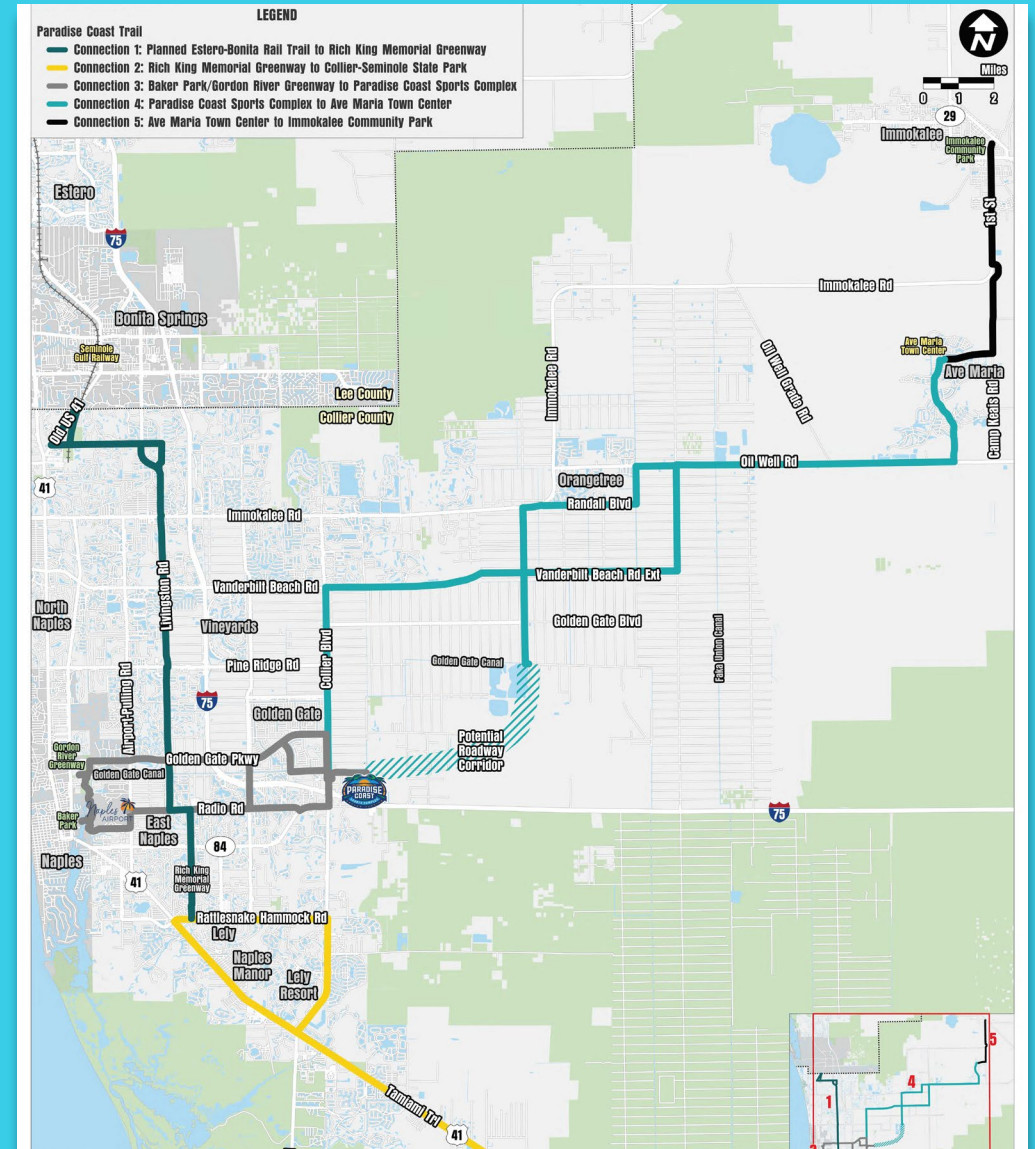 LEGEND
Paradise Coast Trail
Connection 1: Planned Estero-Bonita Rail Trail to Rich King Memorial Greenway
Connection 2: Rich King Memorial Greenway to Collier-Seminole State Park
Connection 3: Baker Park/Gordon River Greenway to Paradise Coast Sports Complex
Connection 4: Paradise Coast Sports Complex to Ave Maria Town Center
Connection 5: Ave Maria Town Center to Immokalee Community Park
N
Miles
0 1 2
29
Immokalee
Immokalee
Community
Park
Estero
75
1st St
Immokalee Rd
Bonita Springs
Seminole
Gulf Railway
Ave Maria
Town Center
Ave Maria
Immokalee Rd
Oil Well Grade Rd
Camp Keais Rd
Lee County
Collier County
Old US 41
41
Oil Well Rd
Orangetree
Randall Blvd
Immokalee Rd
Vanderbilt Beach Rd
Vanderbilt Beach Rd Ext
Livingston Rd
North
Naples
Vineyards
Golden Gate Blvd
Collier Blvd
Faka Union Canal
Pine Ridge Rd
Golden Gate Canal
Airport-Pulling Rd
75
Golden Gate
Potential
Roadway
Corridor
Gordon
River
Greenway
Golden Gate Pkwy
Golden Gate Canal
PARADISE
COAST
Naples
AIRPORT
Radio Rd
75
Baker
Park
East
Naples
84
Naples
41
Rich King
Memorial
Greenway
Rattlesnake Hammock Rd
Lely
Naples
Manor
Lely
Resort
Tamiami Trl
41
5
4
1